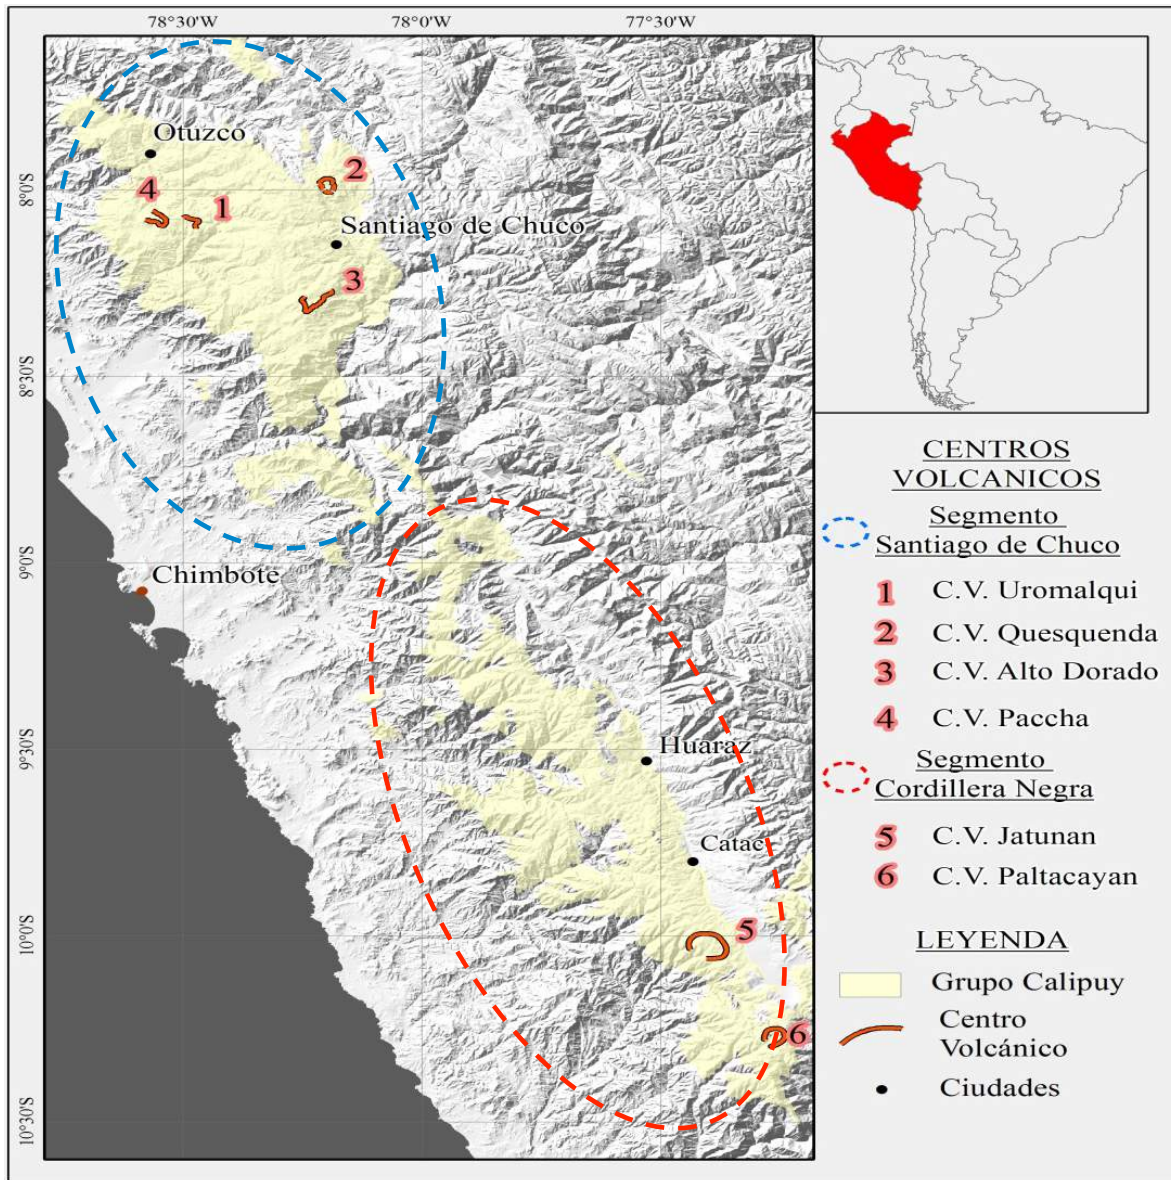 78°30'W
78°0'W
77°30'W
8°0'S
8°30'S
9°0'S
9°30'S
10°0'S
10°30'S
Otuzco
2
4
1
Santiago de Chuco
3
Chimbote
Huaraz
Catac
5
6
CENTROS
VOLCANICOS
Segmento
Santiago de Chuco
1 C.V. Uromalqui
2 C.V. Quesquenda
3 C.V. Alto Dorado
4 C.V. Paccha
Segmento
Cordillera Negra
5 C.V. Jatunan
6 C.V. Paltacayan
LEYENDA
Grupo Calipuy
Centro
Volcánico
Ciudades